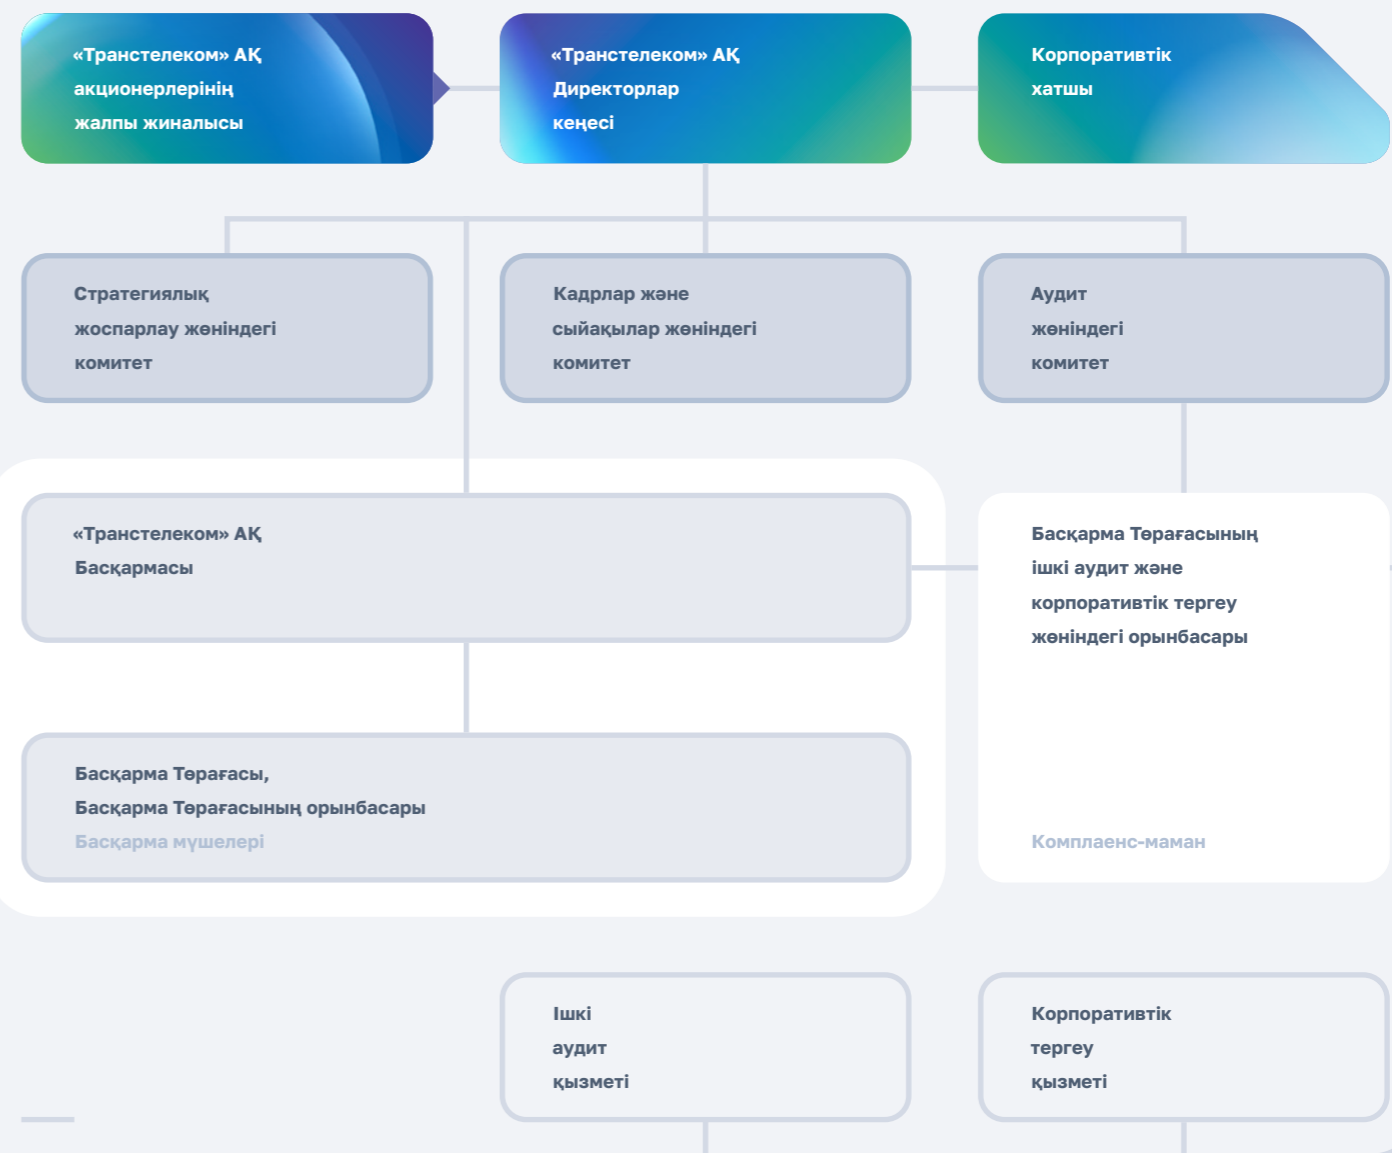 «Транстелеком» АҚ
акционерлерінің
жалпы жиналысы
«Транстелеком» АҚ
Директорлар
кеңесі
Корпоративтік
хатшы
Стратегиялық
жоспарлау жөніндегі
комитет
Кадрлар және
сыйақылар жөніндегі
комитет
Аудит
жөніндегі
комитет
«Транстелеком» АҚ
Басқармасы
Басқарма Төрағасының
ішкі аудит және
корпоративтік тергеу
жөніндегі орынбасары
Басқарма Төрағасы,
Басқарма Төрағасының орынбасары
Басқарма мүшелері
Комплаенс-маман
Ішкі
аудит
қызметі
Корпоративтік
тергеу
қызметі